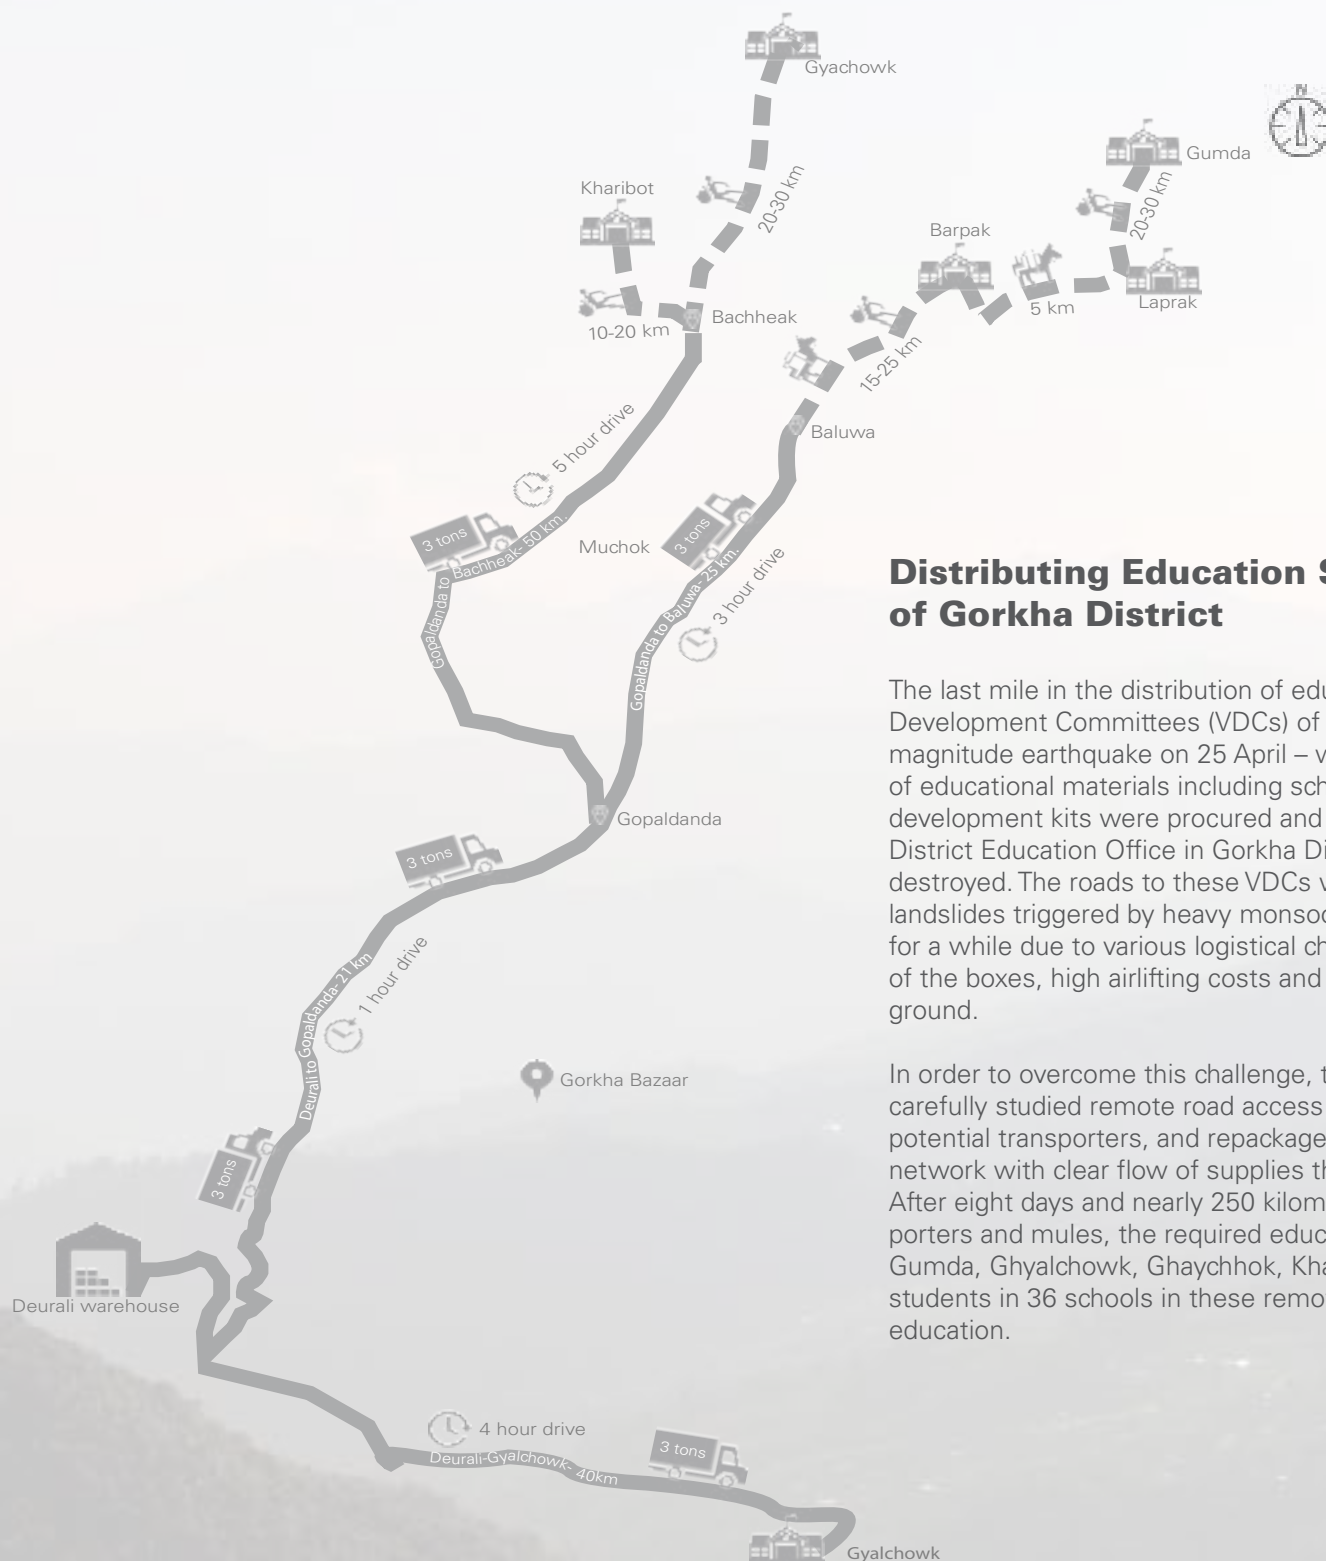 Gyachowk
N
Gumda
Kharibot
20-30 km
20-30 km
Barpak
Laprak
5 km
10-20 km
Bachheak
15-25 km
Baluwa
5 hour drive
3 tons
Gopaldanda to Bachheak- 50 km.
Muchok
3 tons
Gopaldanda to Baluwa- 25 km.
3 hour drive
Distributing Education S
of Gorkha District
The last mile in the distribution of edu
Development Committees (VDCs) of
magnitude earthquake on 25 April – v
of educational materials including sch
development kits were procured and
District Education Office in Gorkha Di
destroyed. The roads to these VDCs v
landslides triggered by heavy monsoo
for a while due to various logistical ch
of the boxes, high airlifting costs and
ground.
In order to overcome this challenge, t
carefully studied remote road access
potential transporters, and repackage
network with clear flow of supplies th
After eight days and nearly 250 kilom
porters and mules, the required educ
Gumda, Ghyalchowk, Ghaychhok, Kha
students in 36 schools in these remo
education.
Gopaldanda
3 tons
Deurali to Gopaldanda- 21 km
1 hour drive
Gorkha Bazaar
3 tons
Deurali warehouse
4 hour drive
3 tons
Deurali-Gyalchowk- 40km
Gyalchowk